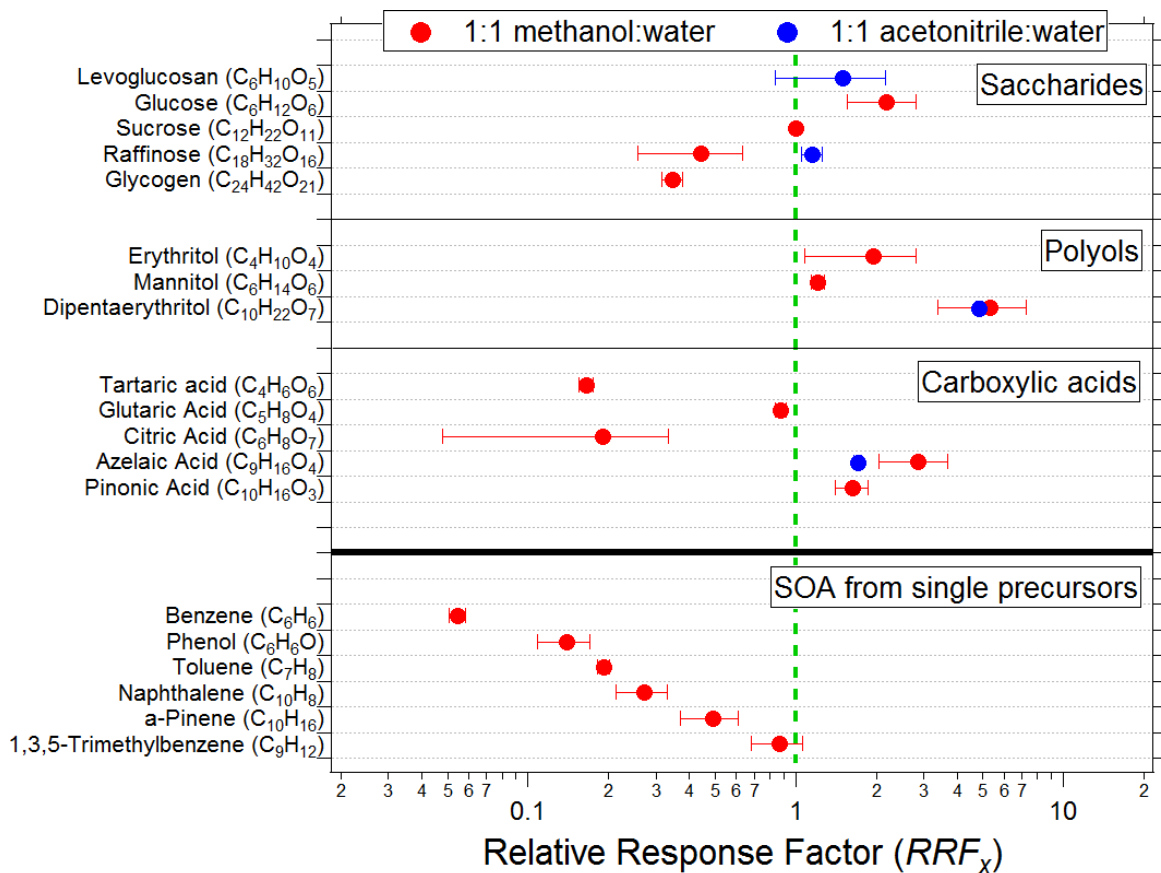 1:1 methanol:water 1:1 acetonitrile:water
Levoglucosan (C₆H₁₀O₅)
Saccharides
Glucose (C₆H₁₂O₆)
Sucrose (C₁₂H₂₂O₁₁)
Raffinose (C₁₈H₃₂O₁₆)
Glycogen (C₂₄H₄₂O₂₁)
Polyols
Erythritol (C₄H₁₀O₄)
Mannitol (C₆H₁₄O₆)
Dipentaerythritol (C₁₀H₂₂O₇)
Carboxylic acids
Tartaric acid (C₄H₆O₆)
Glutaric Acid (C₅H₈O₄)
Citric Acid (C₆H₈O₇)
Azelaic Acid (C₉H₁₆O₄)
Pinonic Acid (C₁₀H₁₆O₃)
SOA from single precursors
Benzene (C₆H₆)
Phenol (C₆H₆O)
Toluene (C₇H₈)
Naphthalene (C₁₀H₈)
a-Pinene (C₁₀H₁₆)
1,3,5-Trimethylbenzene (C₉H₁₂)
2 3 4 5 6 7 2 3 4 5 6 7 2 3 4 5 6 7 2
0.1 1 10
Relative Response Factor (RRFₓ)